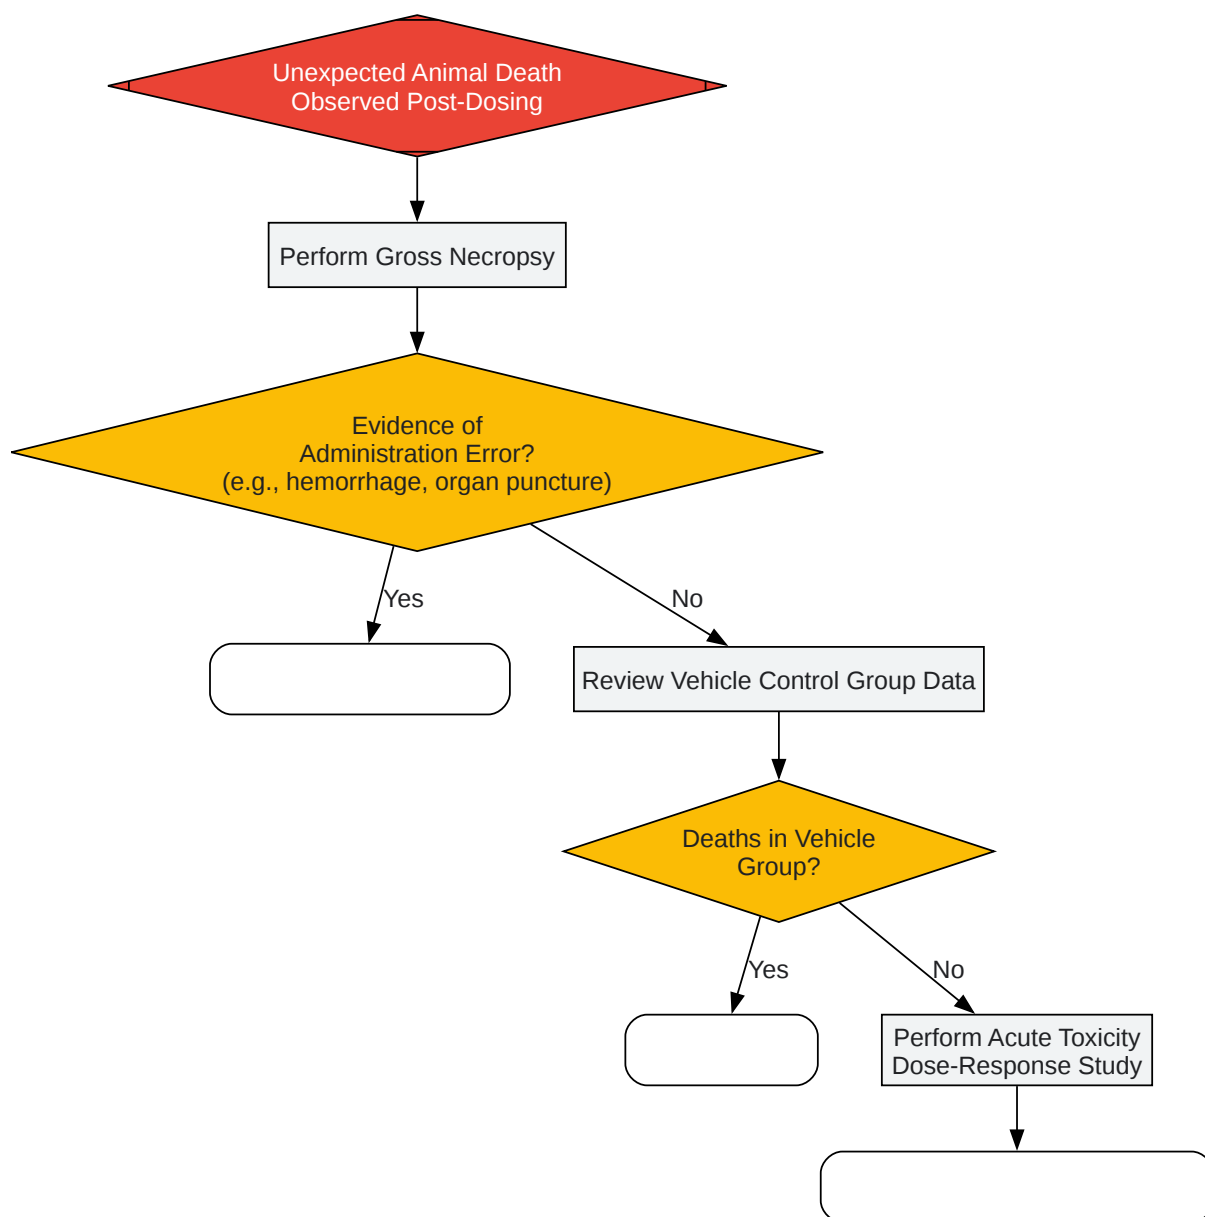 Unexpected Animal Death
Observed Post-Dosing
Perform Gross Necropsy
Evidence of
Administration Error?
(e.g., hemorrhage, organ puncture)
Yes
No
Review Vehicle Control Group Data
Deaths in Vehicle
Group?
Yes
No
Perform Acute Toxicity
Dose-Response Study